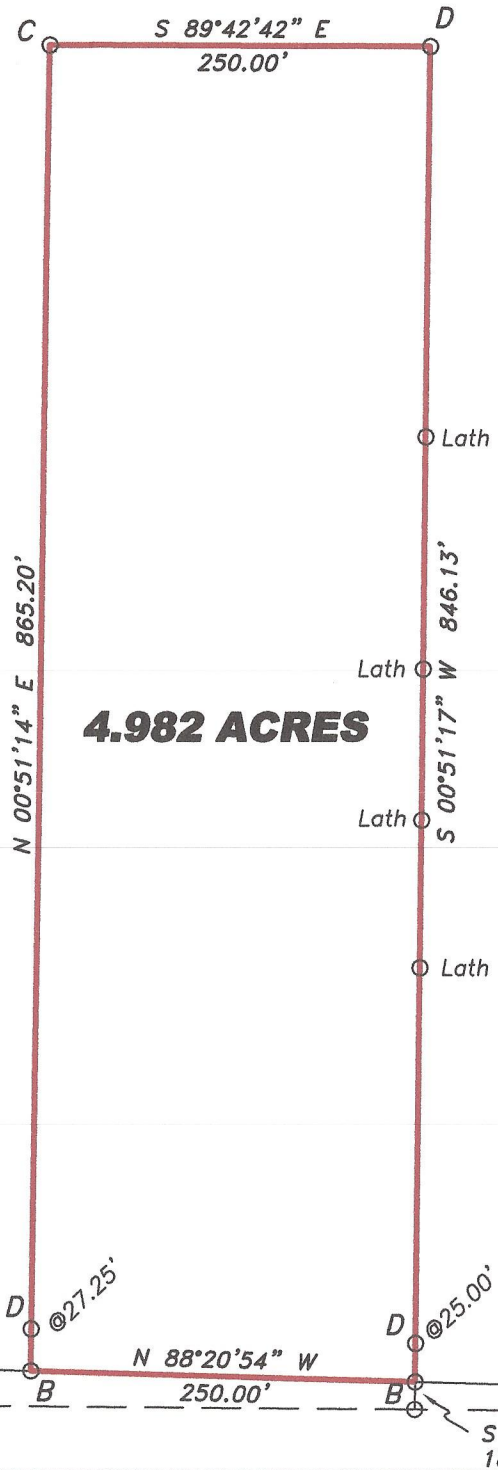 C
S 89°42'42" E
D
250.00'
Lath
N 00°51'14" E 865.20'
S 00°51'17" W 846.13'
Lath
4.982 ACRES
Lath
Lath
D
@27.25'
D
@25.00'
N 88°20'54" W
B
250.00'
B
S